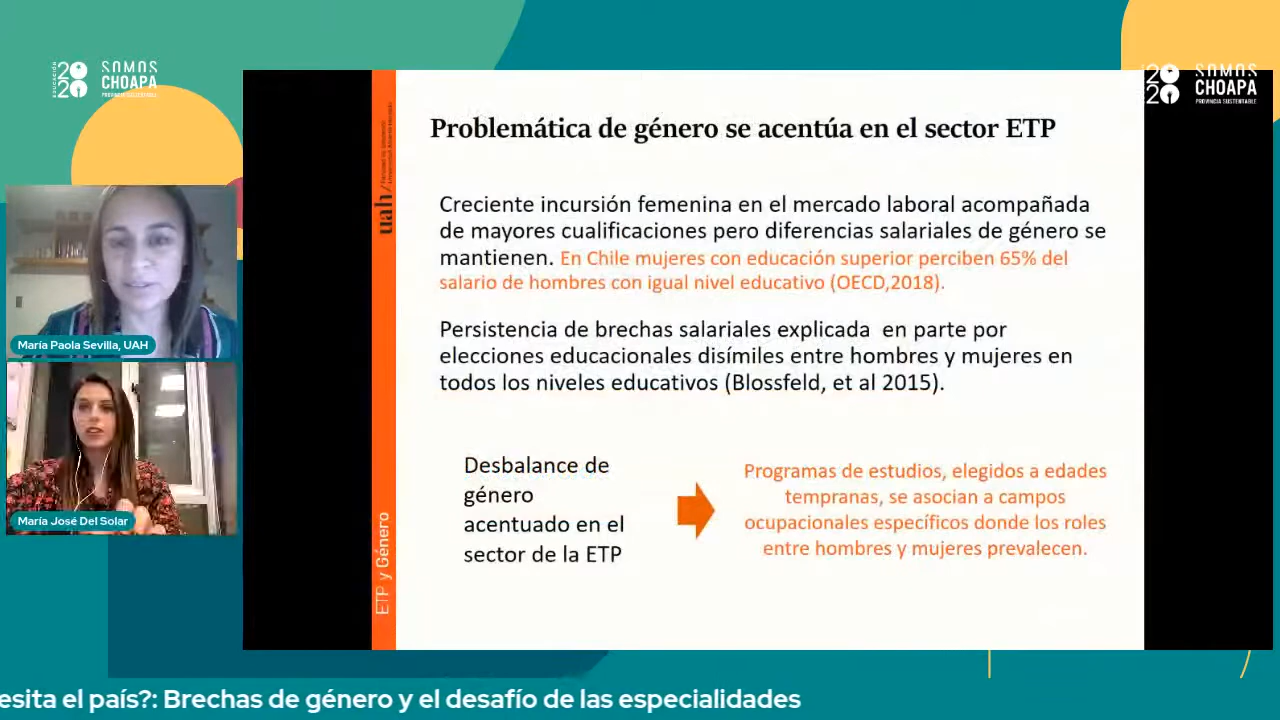 EDUCACIÓN
2020
SOMOS
CHOAPA
PROVINCIA SUSTENTABLE
2020
SOMOS
CHOAPA
PROVINCIA SUSTENTABLE
uah/
Problemática de género se acentúa en el sector ETP
Creciente incursión femenina en el mercado laboral acompañada
de mayores cualificaciones pero diferencias salariales de género se
mantienen. En Chile mujeres con educación superior perciben 65% del
salario de hombres con igual nivel educativo (OECD,2018).
Persistencia de brechas salariales explicada en parte por
elecciones educacionales disímiles entre hombres y mujeres en
todos los niveles educativos (Blossfeld, et al 2015).
Desbalance de
género
acentuado en el
sector de la ETP
Programas de estudios, elegidos a edades
tempranas, se asocian a campos
ocupacionales específicos donde los roles
entre hombres y mujeres prevalecen.
ETP y Género
María Paola Sevilla, UAH
María José Del Solar
esita el país?: Brechas de género y el desafío de las especialidades